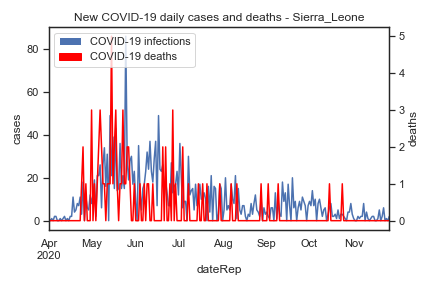 New COVID-19 daily cases and deaths - Sierra_Leone
COVID-19 infections
COVID-19 deaths
80
60
40
20
0
cases
5
4
3
2
1
0
deaths
Apr May Jun Jul Aug Sep Oct Nov
2020
dateRep